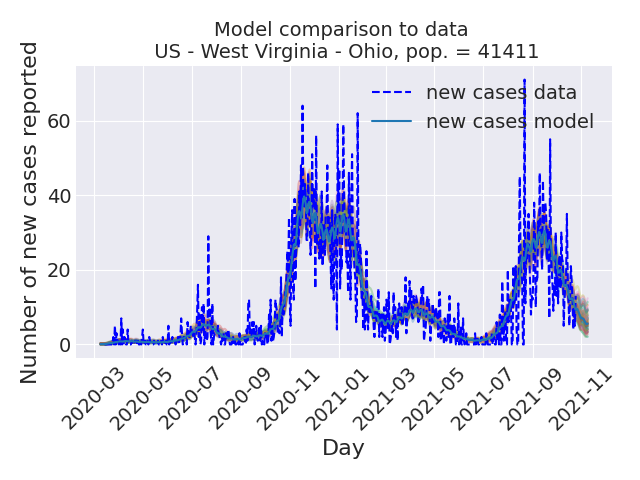 Model comparison to data
US - West Virginia - Ohio, pop. = 41411
new cases data
new cases model
Number of new cases reported
60
40
20
0
2020-03
2020-05
2020-07
2020-09
2020-11
2021-01
2021-03
2021-05
2021-07
2021-09
2021-11
Day